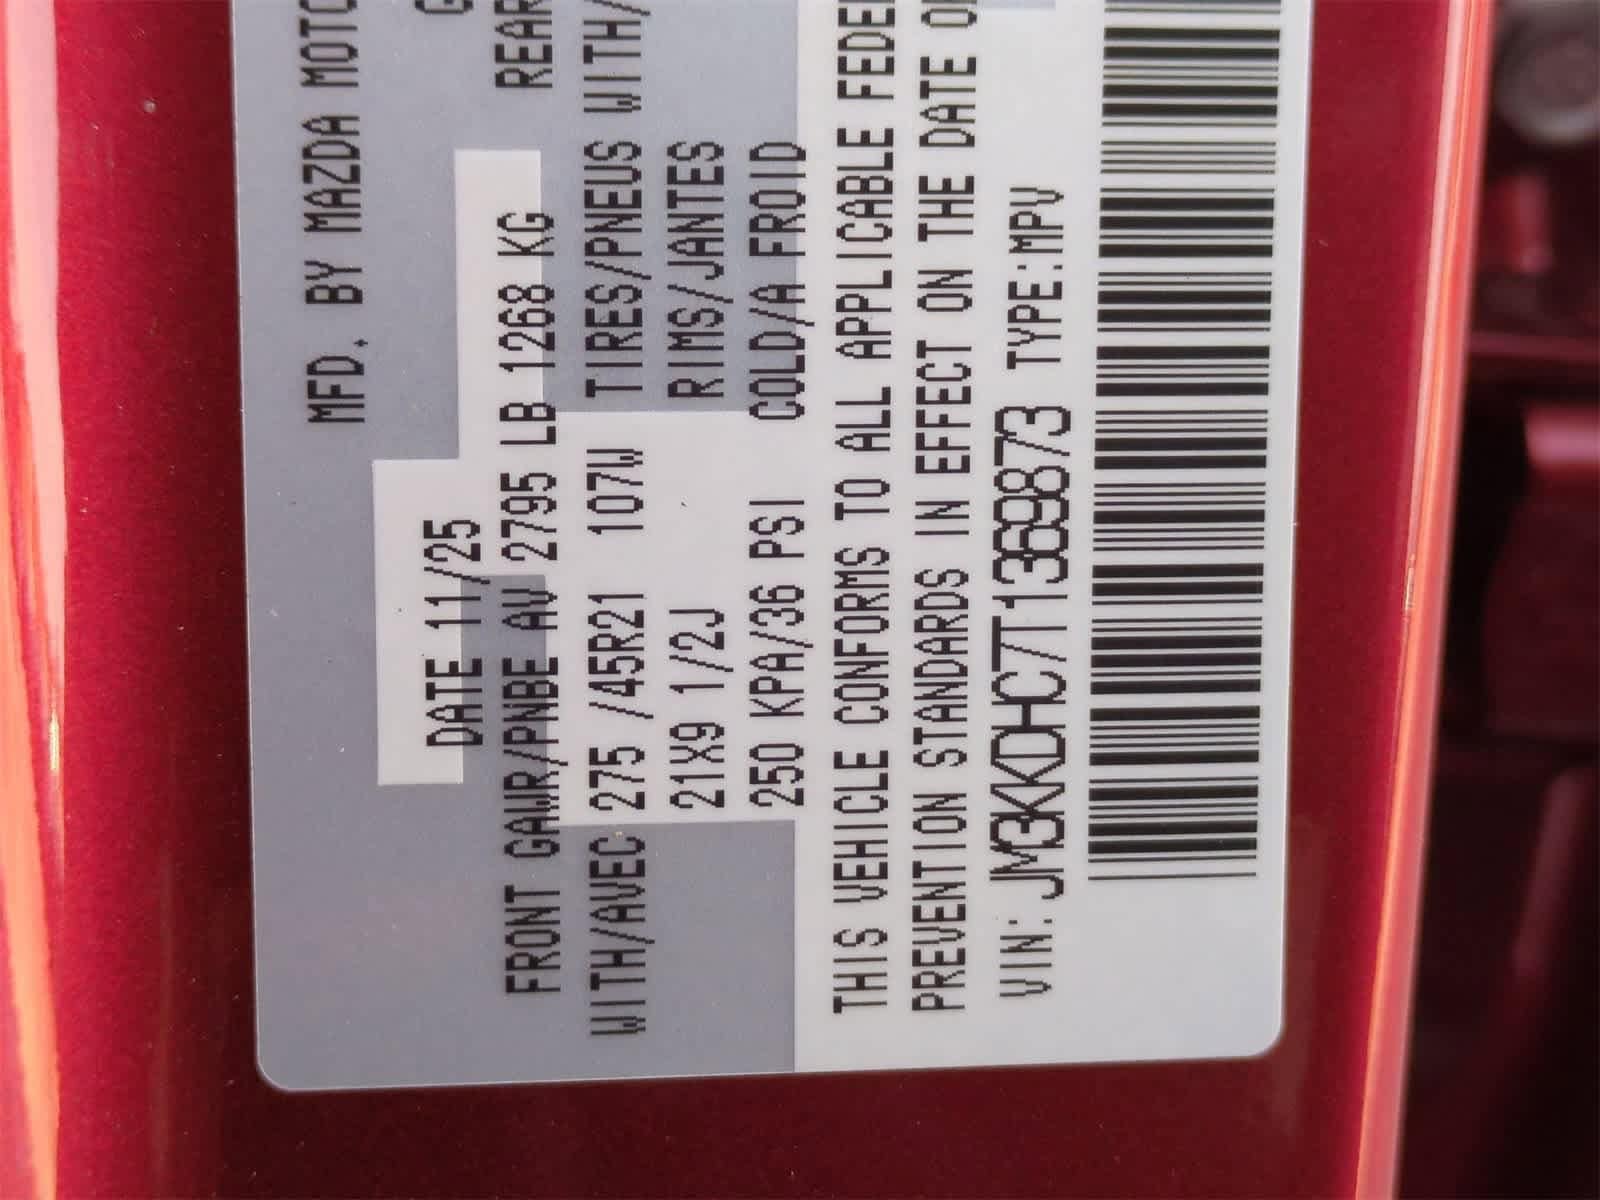 MFD. BY MAZDA MOTO
DATE 11/25 G
FRONT GAWR/PNBE AV 2795 LB 1268 KG REAR
WITH/AVEC 275 /45R21 107W TIRES/PNEUS WITH/
21X9 1/2J RIMS/JANTES
250 KPA/36 PSI COLD/A FROID
THIS VEHICLE CONFORMS TO ALL APPLICABLE FEDE
PREVENTION STANDARDS IN EFFECT ON THE DATE O
VIN: JM3KKDHC7T1369873 TYPE:MPV